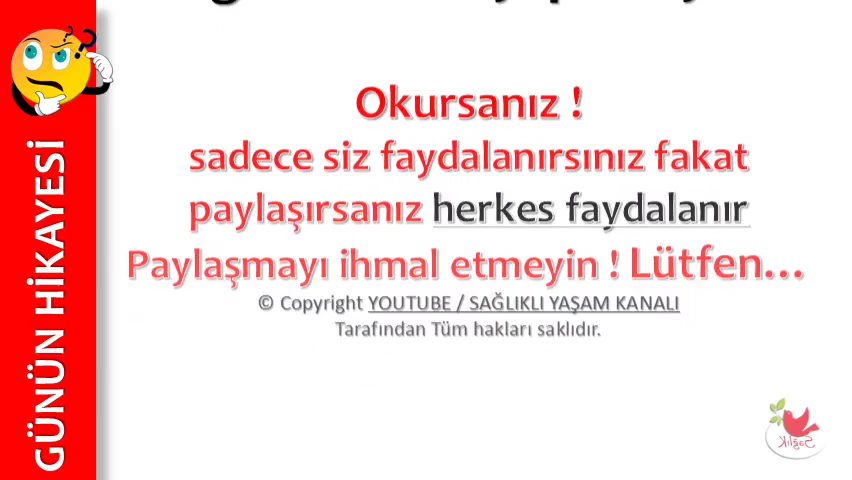 Okursanız !
sadece siz faydalanırsınız fakat
paylaşırsanız herkes faydalanır
Paylaşmayı ihmal etmeyin ! Lütfen...
© Copyright YOUTUBE / SAĞLIKLI YAŞAM KANALI
Tarafından Tüm hakları saklıdır.
GÜNÜN HİKAYESİ
???
Sağlık